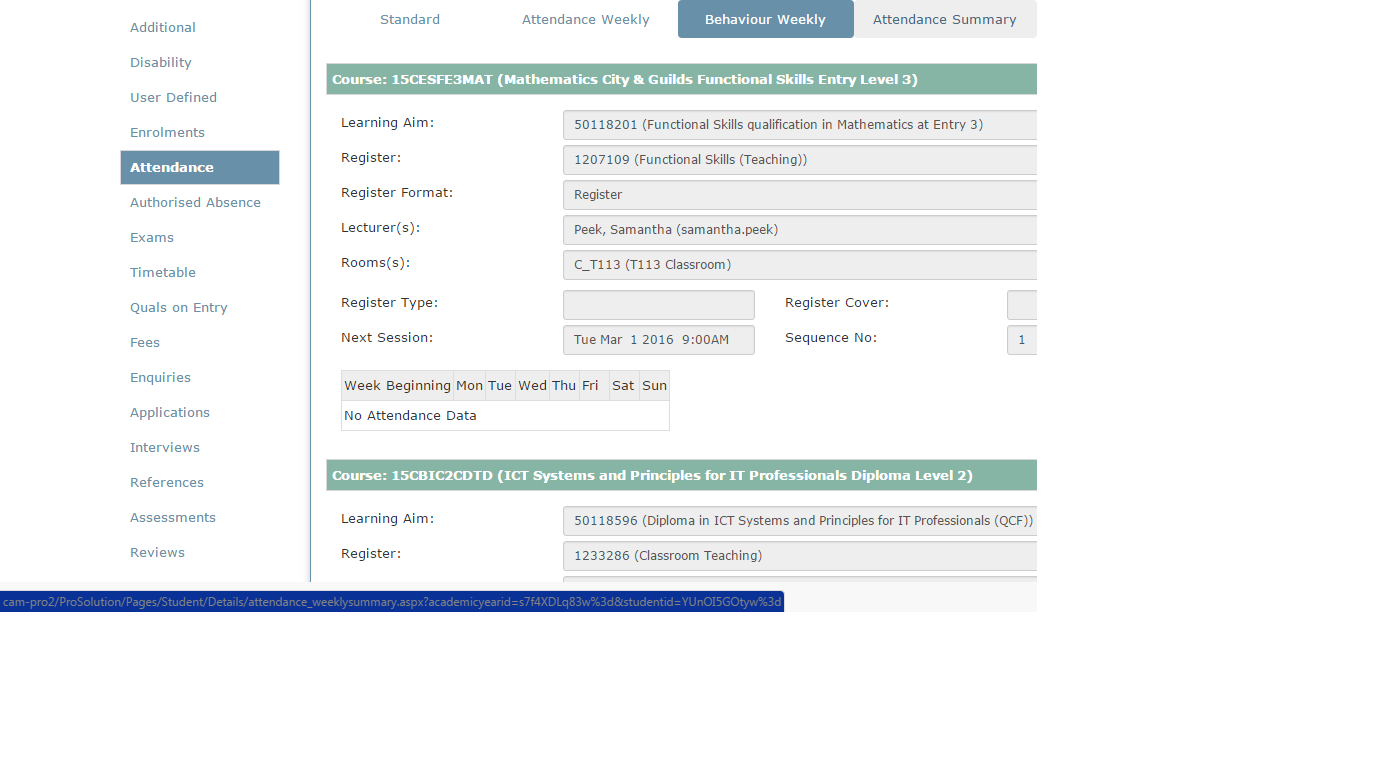 Additional
Disability
User Defined
Enrolments
Attendance
Authorised Absence
Exams
Timetable
Quals on Entry
Fees
Enquiries
Applications
Interviews
References
Assessments
Reviews
Standard Attendance Weekly Behaviour Weekly Attendance Summary
Course: 15CESFE3MAT (Mathematics City & Guilds Functional Skills Entry Level 3)
Learning Aim: 50118201 (Functional Skills qualification in Mathematics at Entry 3)
Register: 1207109 (Functional Skills (Teaching))
Register Format: Register
Lecturer(s): Peek, Samantha (samantha.peek)
Rooms(s): C_T113 (T113 Classroom)
Register Type: Register Cover:
Next Session: Tue Mar 1 2016 9:00AM Sequence No: 1
Week Beginning Mon Tue Wed Thu Fri Sat Sun
No Attendance Data
Course: 15CBIC2CDTD (ICT Systems and Principles for IT Professionals Diploma Level 2)
Learning Aim: 50118596 (Diploma in ICT Systems and Principles for IT Professionals (QCF))
Register: 1233286 (Classroom Teaching)
cam-pro2/ProSolution/Pages/Student/Details/attendance_weeklysummary.aspx?academicyearid=s7f4XDLq83w%3d&studentid=YUnOI5GOtyw%3d